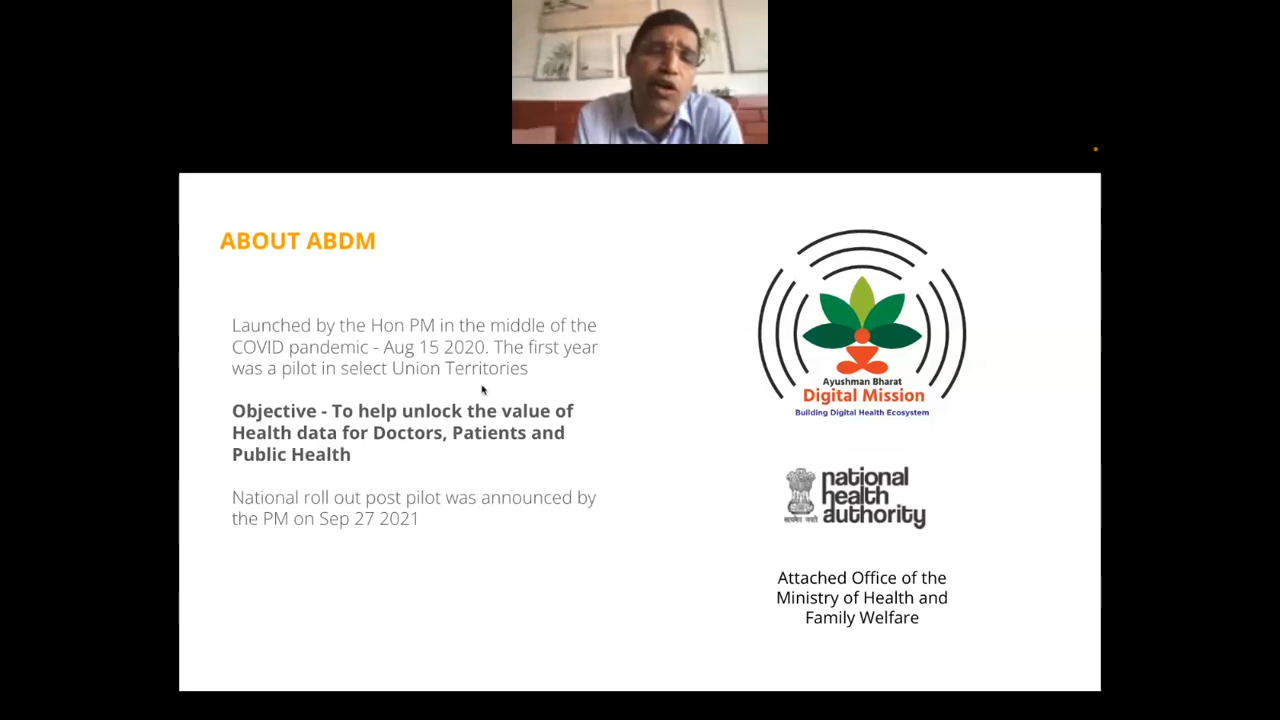 ABOUT ABDM
Launched by the Hon PM in the middle of the
COVID pandemic - Aug 15 2020. The first year
was a pilot in select Union Territories
Objective - To help unlock the value of
Health data for Doctors, Patients and
Public Health
National roll out post pilot was announced by
the PM on Sep 27 2021
Ayushman Bharat
Digital Mission
Building Digital Health Ecosystem
national
health
authority
सत्यमेव जयते
Attached Office of the
Ministry of Health and
Family Welfare